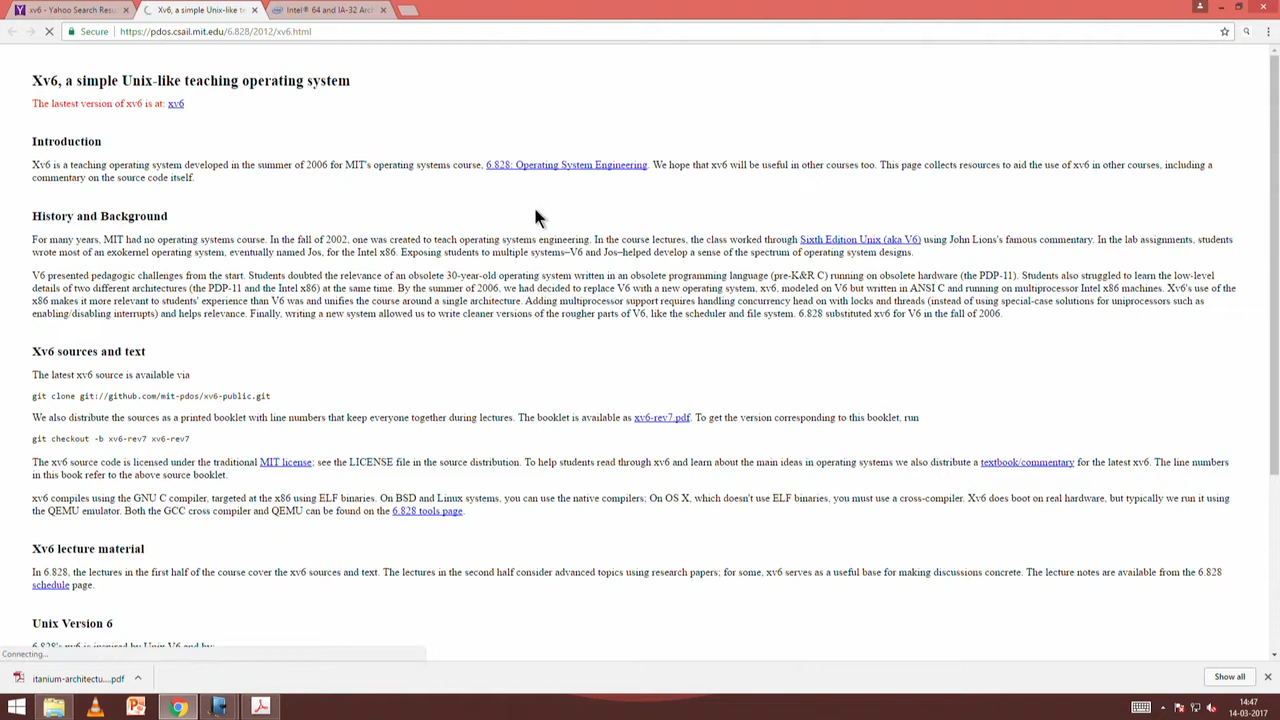 xv6 - Yahoo Search Resu
Xv6, a simple Unix-like te
Intel® 64 and IA-32 Arch
Secure https://pdos.csail.mit.edu/6.828/2012/xv6.html
Xv6, a simple Unix-like teaching operating system
The lastest version of xv6 is at: xv6
Introduction
Xv6 is a teaching operating system developed in the summer of 2006 for MIT's operating systems course, 6.828: Operating System Engineering. We hope that xv6 will be useful in other courses too. This page collects resources to aid the use of xv6 in other courses, including a
commentary on the source code itself.
History and Background
For many years, MIT had no operating systems course. In the fall of 2002, one was created to teach operating systems engineering. In the course lectures, the class worked through Sixth Edition Unix (aka V6) using John Lions's famous commentary. In the lab assignments, students
wrote most of an exokernel operating system, eventually named Jos, for the Intel x86. Exposing students to multiple systems–V6 and Jos–helped develop a sense of the spectrum of operating system designs.
V6 presented pedagogic challenges from the start. Students doubted the relevance of an obsolete 30-year-old operating system written in an obsolete programming language (pre-K&R C) running on obsolete hardware (the PDP-11). Students also struggled to learn the low-level
details of two different architectures (the PDP-11 and the Intel x86) at the same time. By the summer of 2006, we had decided to replace V6 with a new operating system, xv6, modeled on V6 but written in ANSI C and running on multiprocessor Intel x86 machines. Xv6's use of the
x86 makes it more relevant to students' experience than V6 was and unifies the course around a single architecture. Adding multiprocessor support requires handling concurrency head on with locks and threads (instead of using special-case solutions for uniprocessors such as
enabling/disabling interrupts) and helps relevance. Finally, writing a new system allowed us to write cleaner versions of the rougher parts of V6, like the scheduler and file system. 6.828 substituted xv6 for V6 in the fall of 2006.
Xv6 sources and text
The latest xv6 source is available via
git clone git://github.com/mit-pdos/xv6-public.git
We also distribute the sources as a printed booklet with line numbers that keep everyone together during lectures. The booklet is available as xv6-rev7.pdf. To get the version corresponding to this booklet, run
git checkout -b xv6-rev7 xv6-rev7
The xv6 source code is licensed under the traditional MIT license; see the LICENSE file in the source distribution. To help students read through xv6 and learn about the main ideas in operating systems we also distribute a textbook/commentary for the latest xv6. The line numbers
in this book refer to the above source booklet.
xv6 compiles using the GNU C compiler, targeted at the x86 using ELF binaries. On BSD and Linux systems, you can use the native compilers; On OS X, which doesn't use ELF binaries, you must use a cross-compiler. Xv6 does boot on real hardware, but typically we run it using
the QEMU emulator. Both the GCC cross compiler and QEMU can be found on the 6.828 tools page.
Xv6 lecture material
In 6.828, the lectures in the first half of the course cover the xv6 sources and text. The lectures in the second half consider advanced topics using research papers; for some, xv6 serves as a useful base for making discussions concrete. The lecture notes are available from the 6.828
schedule page.
Unix Version 6
6.828's xv6 is inspired by Unix V6 and by:
Connecting...
itanium-architectu....pdf
Show all
14:47
14-03-2017